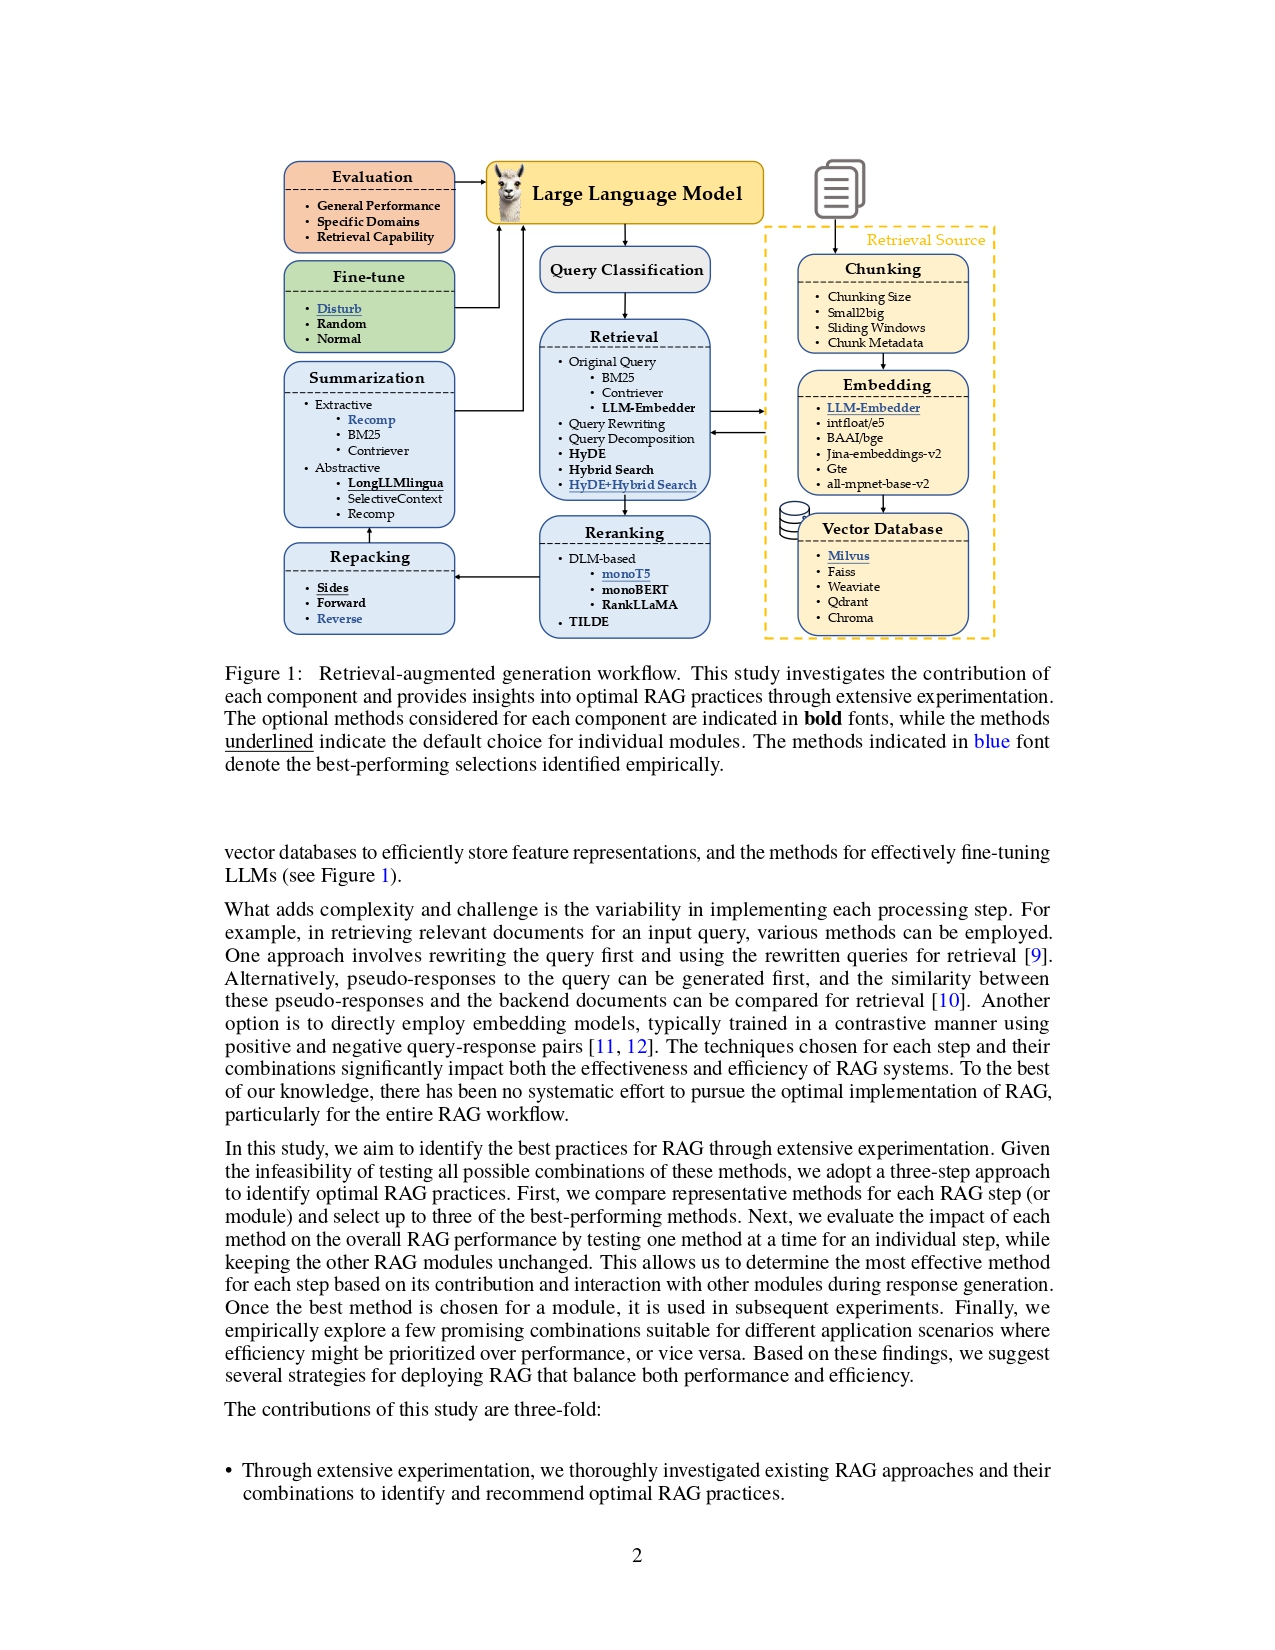 Evaluation
• General Performance
• Specific Domains
• Retrieval Capability
Fine-tune
• Disturb
• Random
• Normal
Summarization
• Extractive
• Recomp
• BM25
• Contriever
• Abstractive
• LongLLMlingua
• SelectiveContext
• Recomp
Repacking
• Sides
• Forward
• Reverse
Large Language Model
Query Classification
Retrieval
• Original Query
• BM25
• Contriever
• LLM-Embedder
• Query Rewriting
• Query Decomposition
• HyDE
• Hybrid Search
• HyDE+Hybrid Search
Reranking
• DLM-based
• monoT5
• monoBERT
• RankLLaMA
• TILDE
Retrieval Source
Chunking
• Chunking Size
• Small2big
• Sliding Windows
• Chunk Metadata
Embedding
• LLM-Embedder
• intfloat/e5
• BAAI/bge
• Jina-embeddings-v2
• Gte
• all-mpnet-base-v2
Vector Database
• Milvus
• Faiss
• Weaviate
• Qdrant
• Chroma
Figure 1: Retrieval-augmented generation workflow. This study investigates the contribution of
each component and provides insights into optimal RAG practices through extensive experimentation.
The optional methods considered for each component are indicated in bold fonts, while the methods
underlined indicate the default choice for individual modules. The methods indicated in blue font
denote the best-performing selections identified empirically.
vector databases to efficiently store feature representations, and the methods for effectively fine-tuning
LLMs (see Figure 1).
What adds complexity and challenge is the variability in implementing each processing step. For
example, in retrieving relevant documents for an input query, various methods can be employed.
One approach involves rewriting the query first and using the rewritten queries for retrieval [9].
Alternatively, pseudo-responses to the query can be generated first, and the similarity between
these pseudo-responses and the backend documents can be compared for retrieval [10]. Another
option is to directly employ embedding models, typically trained in a contrastive manner using
positive and negative query-response pairs [11, 12]. The techniques chosen for each step and their
combinations significantly impact both the effectiveness and efficiency of RAG systems. To the best
of our knowledge, there has been no systematic effort to pursue the optimal implementation of RAG,
particularly for the entire RAG workflow.
In this study, we aim to identify the best practices for RAG through extensive experimentation. Given
the infeasibility of testing all possible combinations of these methods, we adopt a three-step approach
to identify optimal RAG practices. First, we compare representative methods for each RAG step (or
module) and select up to three of the best-performing methods. Next, we evaluate the impact of each
method on the overall RAG performance by testing one method at a time for an individual step, while
keeping the other RAG modules unchanged. This allows us to determine the most effective method
for each step based on its contribution and interaction with other modules during response generation.
Once the best method is chosen for a module, it is used in subsequent experiments. Finally, we
empirically explore a few promising combinations suitable for different application scenarios where
efficiency might be prioritized over performance, or vice versa. Based on these findings, we suggest
several strategies for deploying RAG that balance both performance and efficiency.
The contributions of this study are three-fold:
• Through extensive experimentation, we thoroughly investigated existing RAG approaches and their
combinations to identify and recommend optimal RAG practices.
2